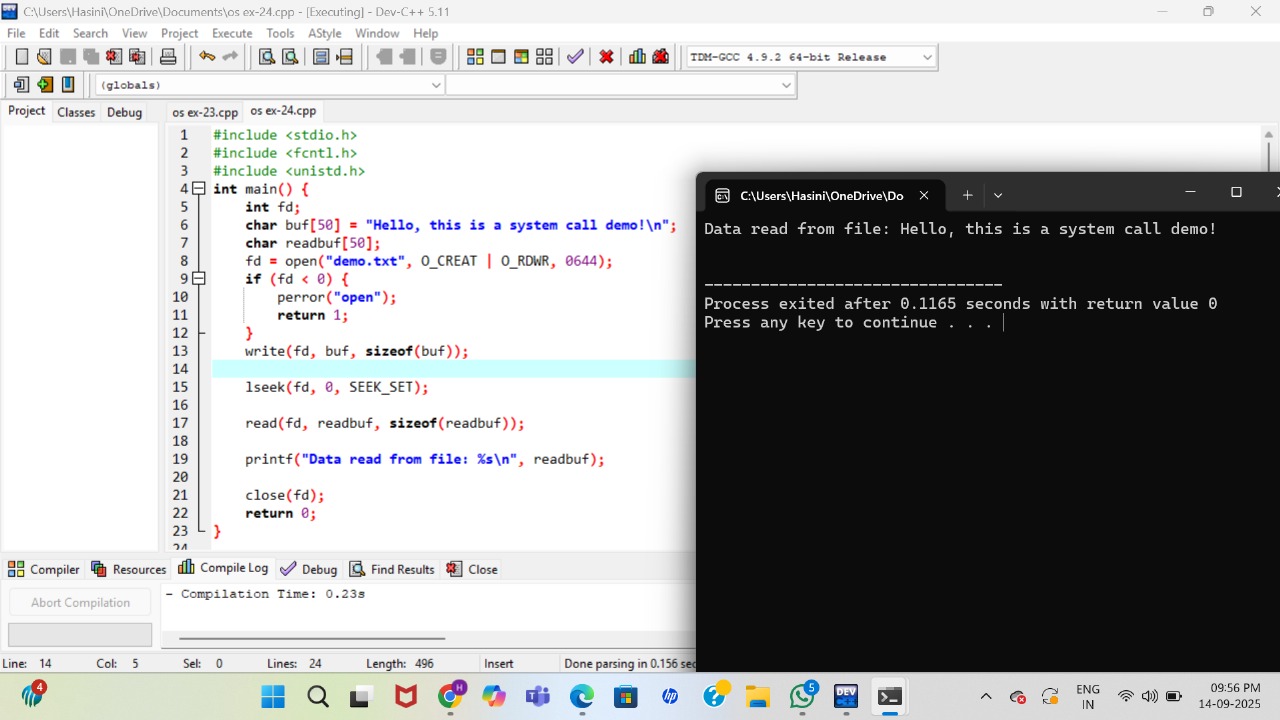 C:\Users\Hasini\OneDrive\Documents\os ex-24.cpp - [Executing] - Dev-C++ 5.11
File Edit Search View Project Execute Tools AStyle Window Help
TDM-GCC 4.9.2 64-bit Release
(globals)
Project Classes Debug os ex-23.cpp os ex-24.cpp
1 #include <stdio.h>
2 #include <fcntl.h>
3 #include <unistd.h>
4 int main() {
5 int fd;
6 char buf[50] = "Hello, this is a system call demo!\n";
7 char readbuf[50];
8 fd = open("demo.txt", O_CREAT | O_RDWR, 0644);
9 if (fd < 0) {
10 perror("open");
11 return 1;
12 }
13 write(fd, buf, sizeof(buf));
14
15 lseek(fd, 0, SEEK_SET);
16
17 read(fd, readbuf, sizeof(readbuf));
18
19 printf("Data read from file: %s\n", readbuf);
20
21 close(fd);
22 return 0;
23 }
24
C:\Users\Hasini\OneDrive\Do
Data read from file: Hello, this is a system call demo!
--------------------------------
Process exited after 0.1165 seconds with return value 0
Press any key to continue . . .
Compiler Resources Compile Log Debug Find Results Close
Abort Compilation
- Compilation Time: 0.23s
Line: 14 Col: 5 Sel: 0 Lines: 24 Length: 496 Insert Done parsing in 0.156 sec
4
H
5
DEV
ENG
IN
09:56 PM
14-09-2025